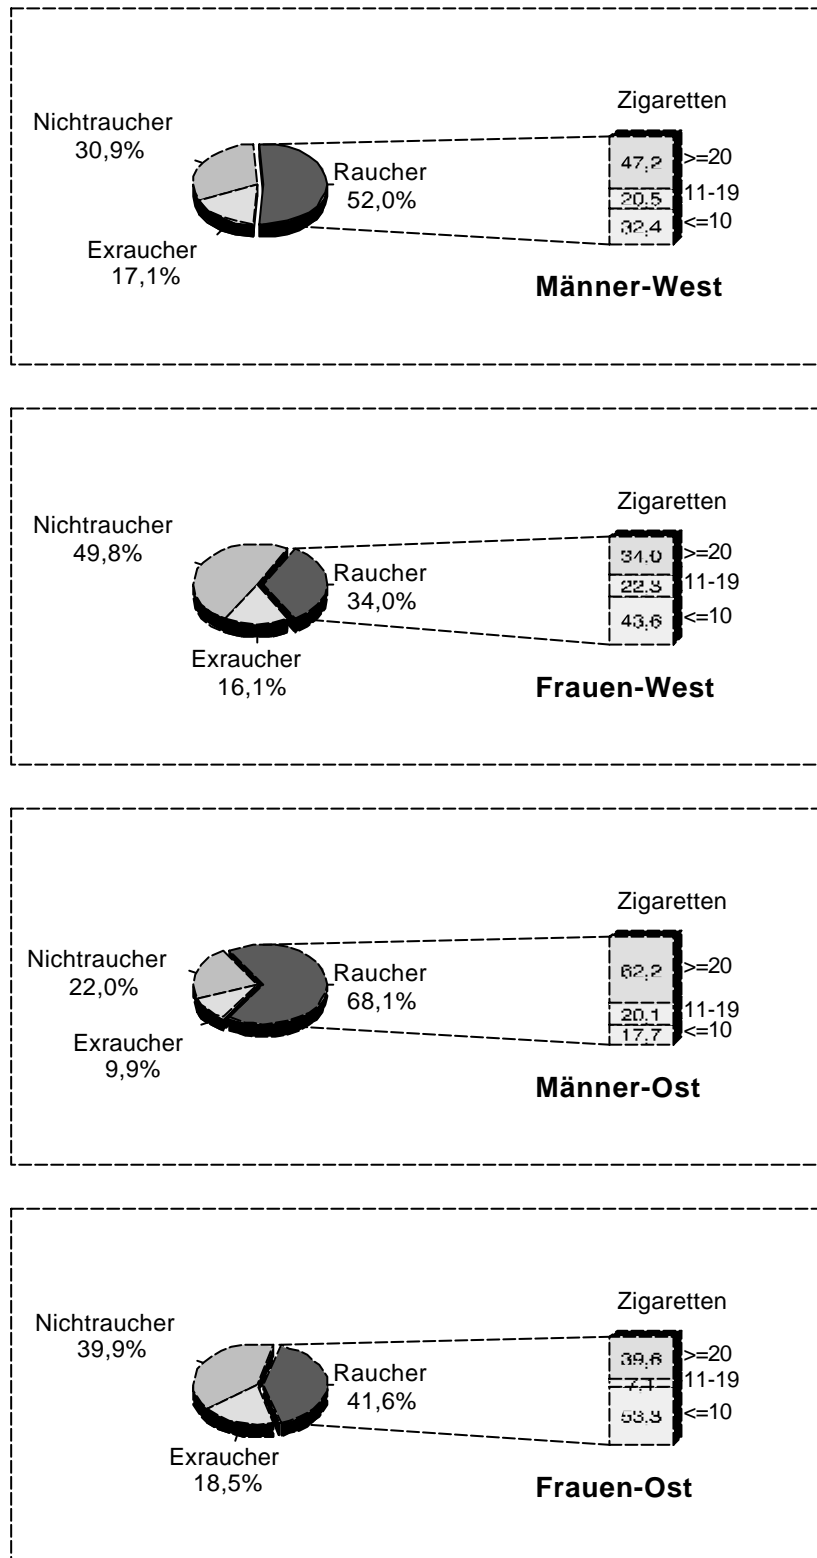 Zigaretten
Nichtraucher
30,9%
Raucher
52,0%
Exraucher
17,1%
47,2
>=20
20,5
11-19
32,4
<=10
Männer-West
Zigaretten
Nichtraucher
49,8%
Raucher
34,0%
Exraucher
16,1%
34,0
>=20
22,3
11-19
43,6
<=10
Frauen-West
Zigaretten
Nichtraucher
22,0%
Raucher
68,1%
Exraucher
9,9%
62,2
>=20
20,1
11-19
17,7
<=10
Männer-Ost
Zigaretten
Nichtraucher
39,9%
Raucher
41,6%
Exraucher
18,5%
39,6
>=20
7,1
11-19
53,3
<=10
Frauen-Ost